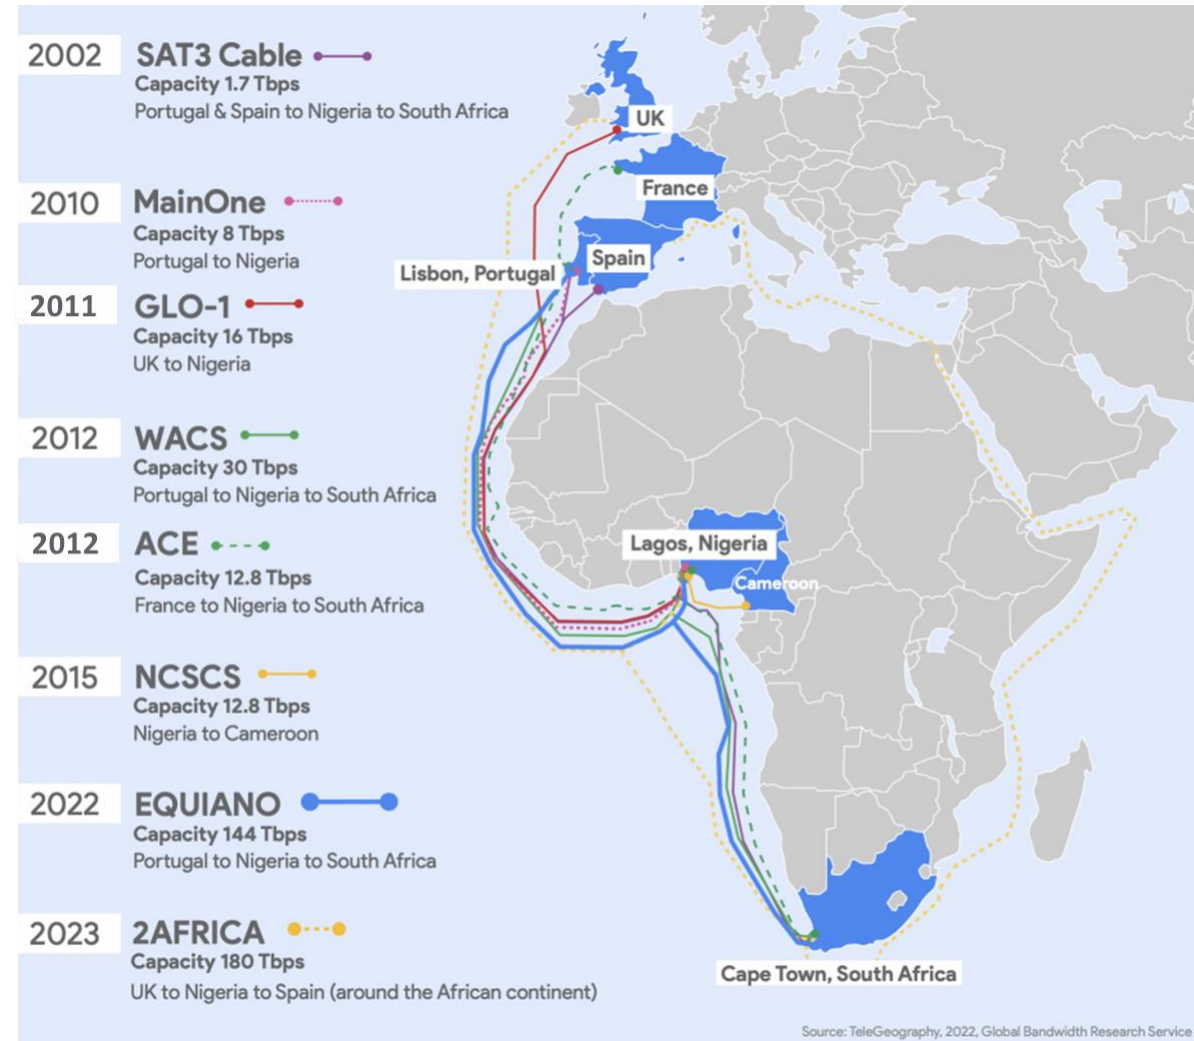 2002
SAT3 Cable
Capacity 1.7 Tbps
Portugal & Spain to Nigeria to South Africa
2010
MainOne
Capacity 8 Tbps
Portugal to Nigeria
2011
GLO-1
Capacity 16 Tbps
UK to Nigeria
2012
WACS
Capacity 30 Tbps
Portugal to Nigeria to South Africa
2012
ACE
Capacity 12.8 Tbps
France to Nigeria to South Africa
2015
NCSCS
Capacity 12.8 Tbps
Nigeria to Cameroon
2022
EQUIANO
Capacity 144 Tbps
Portugal to Nigeria to South Africa
2023
2AFRICA
Capacity 180 Tbps
UK to Nigeria to Spain (around the African continent)
UK
France
Spain
Lisbon, Portugal
Lagos, Nigeria
Cameroon
Cape Town, South Africa
Source: TeleGeography, 2022, Global Bandwidth Research Service